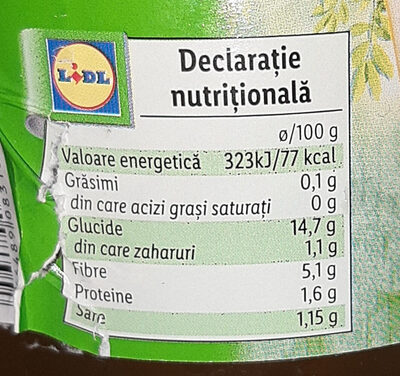 LIDL
Declarație
nutrițională
ø/100 g
Valoare energetică 323kJ/77 kcal
Grăsimi 0,1 g
din care acizi grași saturați 0 g
Glucide 14,7 g
din care zaharuri 1,1 g
Fibre 5,1 g
Proteine 1,6 g
Sare 1,15 g